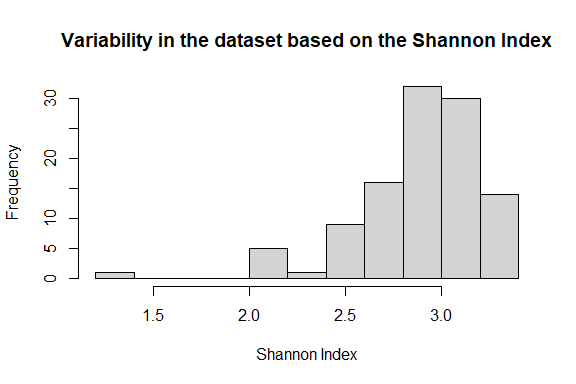 Variability in the dataset based on the Shannon Index
Frequency
30
20
10
5
0
1.5 2.0 2.5 3.0
Shannon Index